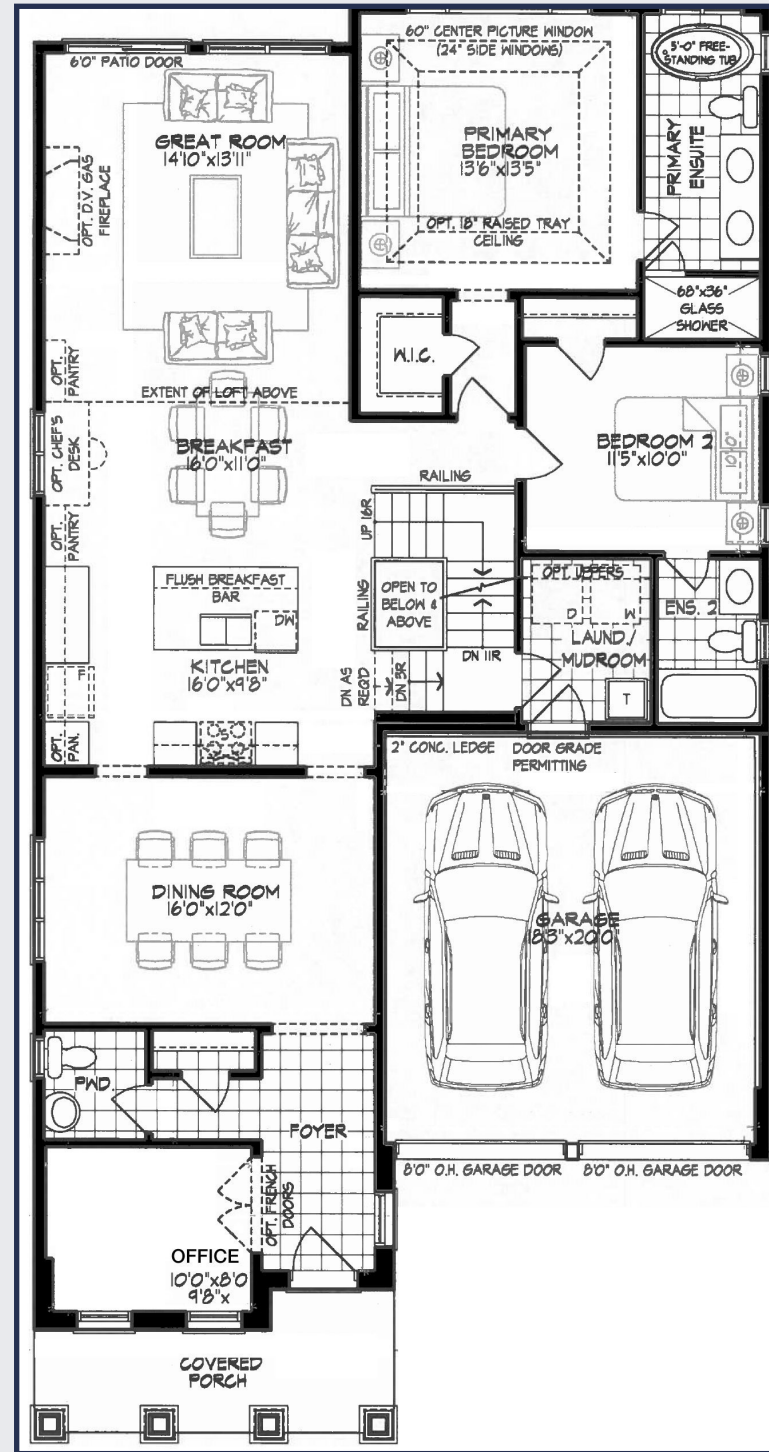 60" CENTER PICTURE WINDOW
(24" SIDE WINDOWS)
5'-0" FREE-
STANDING TUB
6'0" PATIO DOOR
GREAT ROOM
14'10"x13'11"
PRIMARY
BEDROOM
13'6"x13'5"
PRIMARY
ENSUITE
OPT. D.V. GAS
FIREPLACE
OPT. 18" RAISED TRAY
CEILING
68"x36"
GLASS
SHOWER
W.I.C.
OPT.
PANTRY
EXTENT OF LOFT ABOVE
OPT. CHEF'S
DESK
BREAKFAST
16'0"x11'0"
BEDROOM 2
11'5"x10'0"
10'0"
RAILING
OPT.
PANTRY
UP 16R
FLUSH BREAKFAST
BAR
DW
RAILING
OPEN TO
BELOW &
ABOVE
OPT. UPPERS
D
W
ENS. 2
LAUND./
MUDROOM
KITCHEN
16'0"x9'8"
F
DN AS
REQ'D
DN 3R
DN 11R
T
OPT.
PAN.
2" CONC. LEDGE
DOOR GRADE
PERMITTING
DINING ROOM
16'0"x12'0"
GARAGE
18'3"x20'0"
PWD.
FOYER
8'0" O.H. GARAGE DOOR
8'0" O.H. GARAGE DOOR
OPT. FRENCH
DOORS
OFFICE
10'0"x8'0
9'8"x
COVERED
PORCH